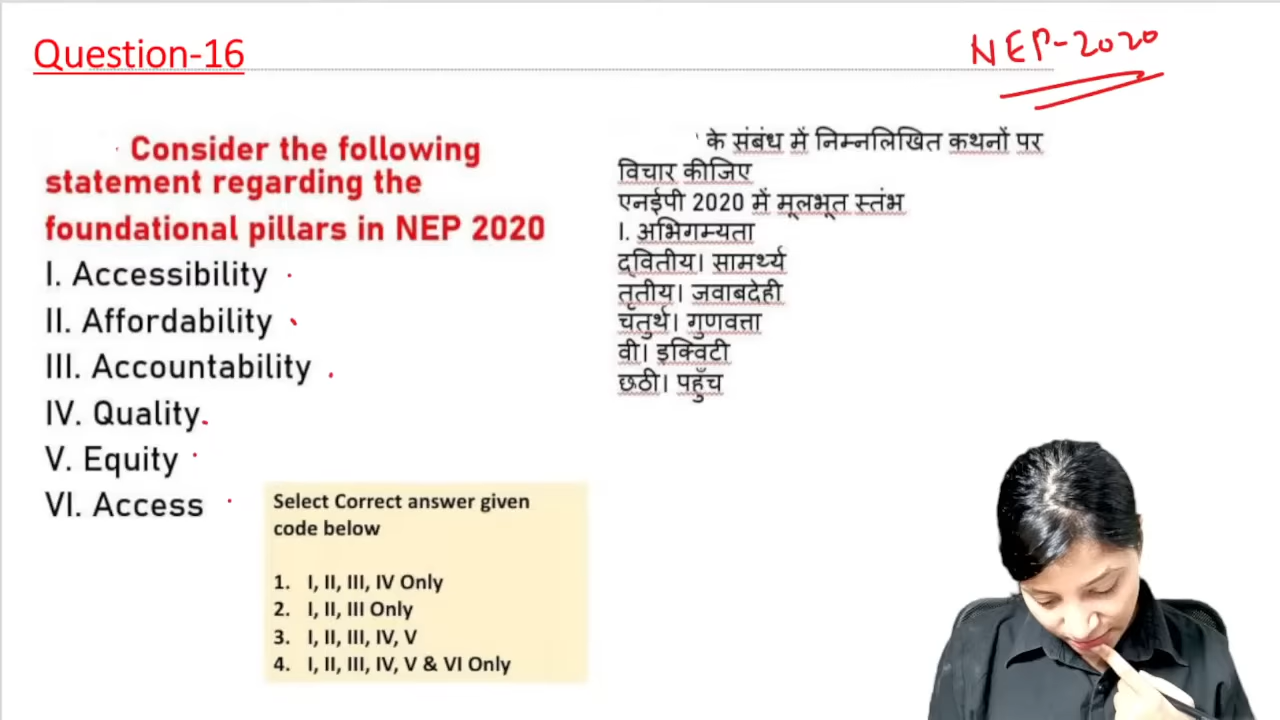 Question-16
NEP-2020
Consider the following
statement regarding the
foundational pillars in NEP 2020
I. Accessibility
II. Affordability
III. Accountability
IV. Quality
V. Equity
VI. Access
Select Correct answer given
code below
1. I, II, III, IV Only
2. I, II, III Only
3. I, II, III, IV, V
4. I, II, III, IV, V & VI Only
के संबंध में निम्नलिखित कथनों पर
विचार कीजिए
एनईपी 2020 में मूलभूत स्तंभ
I. अभिगम्यता
द्वितीय। सामर्थ्य
तृतीय। जवाबदेही
चतुर्थ। गुणवत्ता
वी। इक्विटी
छठी। पहुँच